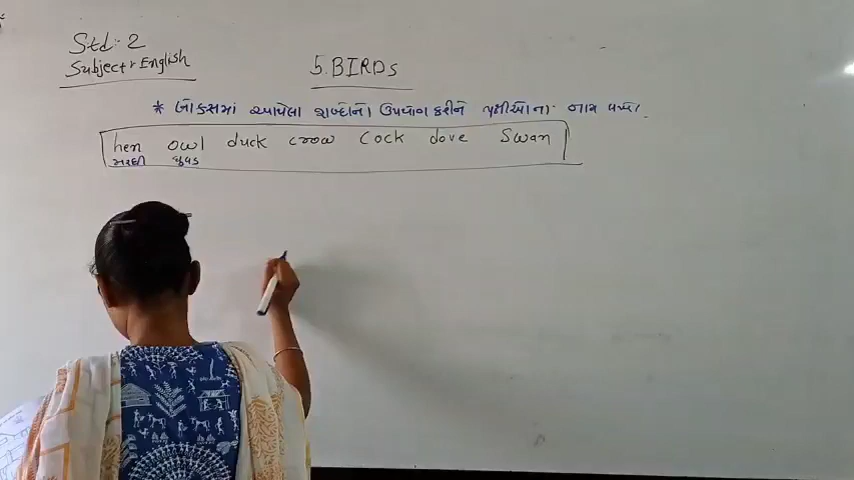 Std:- 2
Subject:- English
5. BIRDS
* બોક્સમાં આપેલા શબ્દોનો ઉપયોગ કરીને પક્ષીઓના નામ
hen owl duck crow Cock dove Swan
મરઘી ઘુવડ